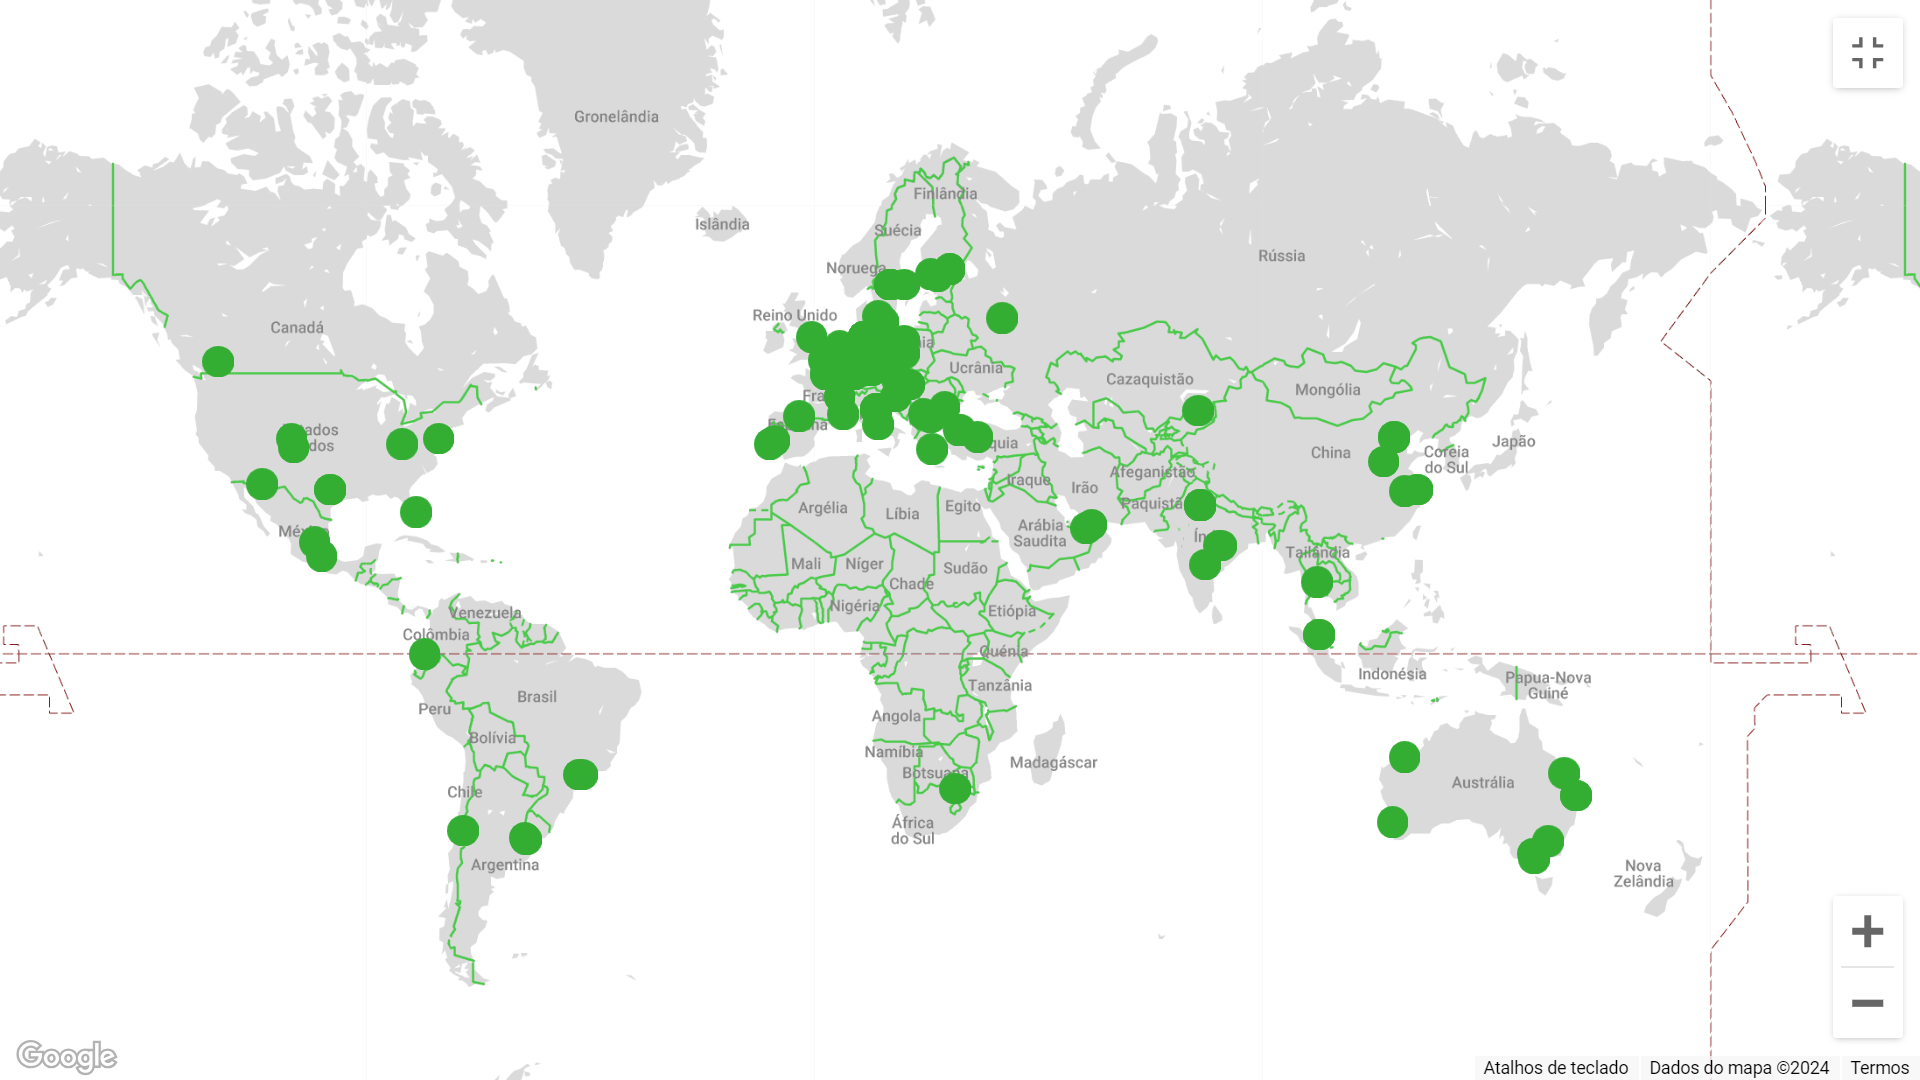 Gronelândia
Finlândia
Islândia
Suécia
Rússia
Noruega
Reino Unido
Canadá
Ucrânia
Cazaquistão
Mongólia
China
Coreia
do Sul
Japão
Afeganistão
Iraque
Irão
Argélia
Líbia
Egito
Arábia
Saudita
Tailândia
Mali
Níger
Chade
Sudão
Nigéria
Etiópia
Venezuela
Colômbia
Quénia
Indonésia
Papua-Nova
Guiné
Tanzânia
Brasil
Peru
Angola
Bolívia
Namíbia
Madagáscar
Botsuana
Austrália
Chile
África
do Sul
Argentina
Nova
Zelândia
Google
Atalhos de teclado
Dados do mapa ©2024
Termos